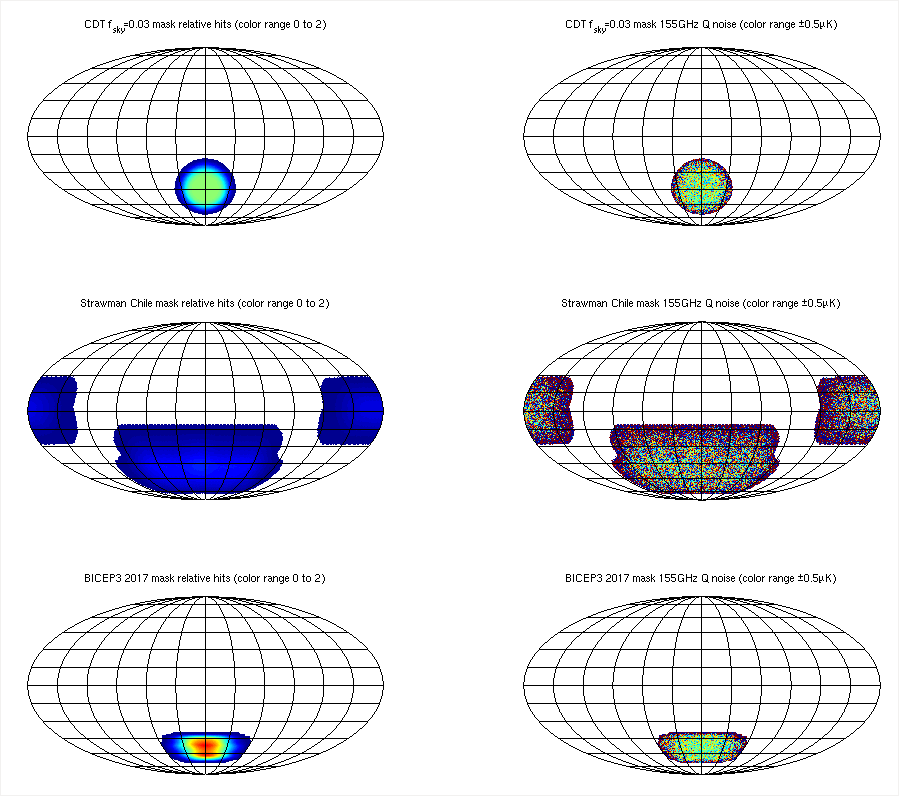 CDT fsky=0.03 mask relative hits (color range 0 to 2)
CDT fsky=0.03 mask 155GHz Q noise (color range ±0.5μK)
Strawman Chile mask relative hits (color range 0 to 2)
Strawman Chile mask 155GHz Q noise (color range ±0.5μK)
BICEP3 2017 mask relative hits (color range 0 to 2)
BICEP3 2017 mask 155GHz Q noise (color range ±0.5μK)